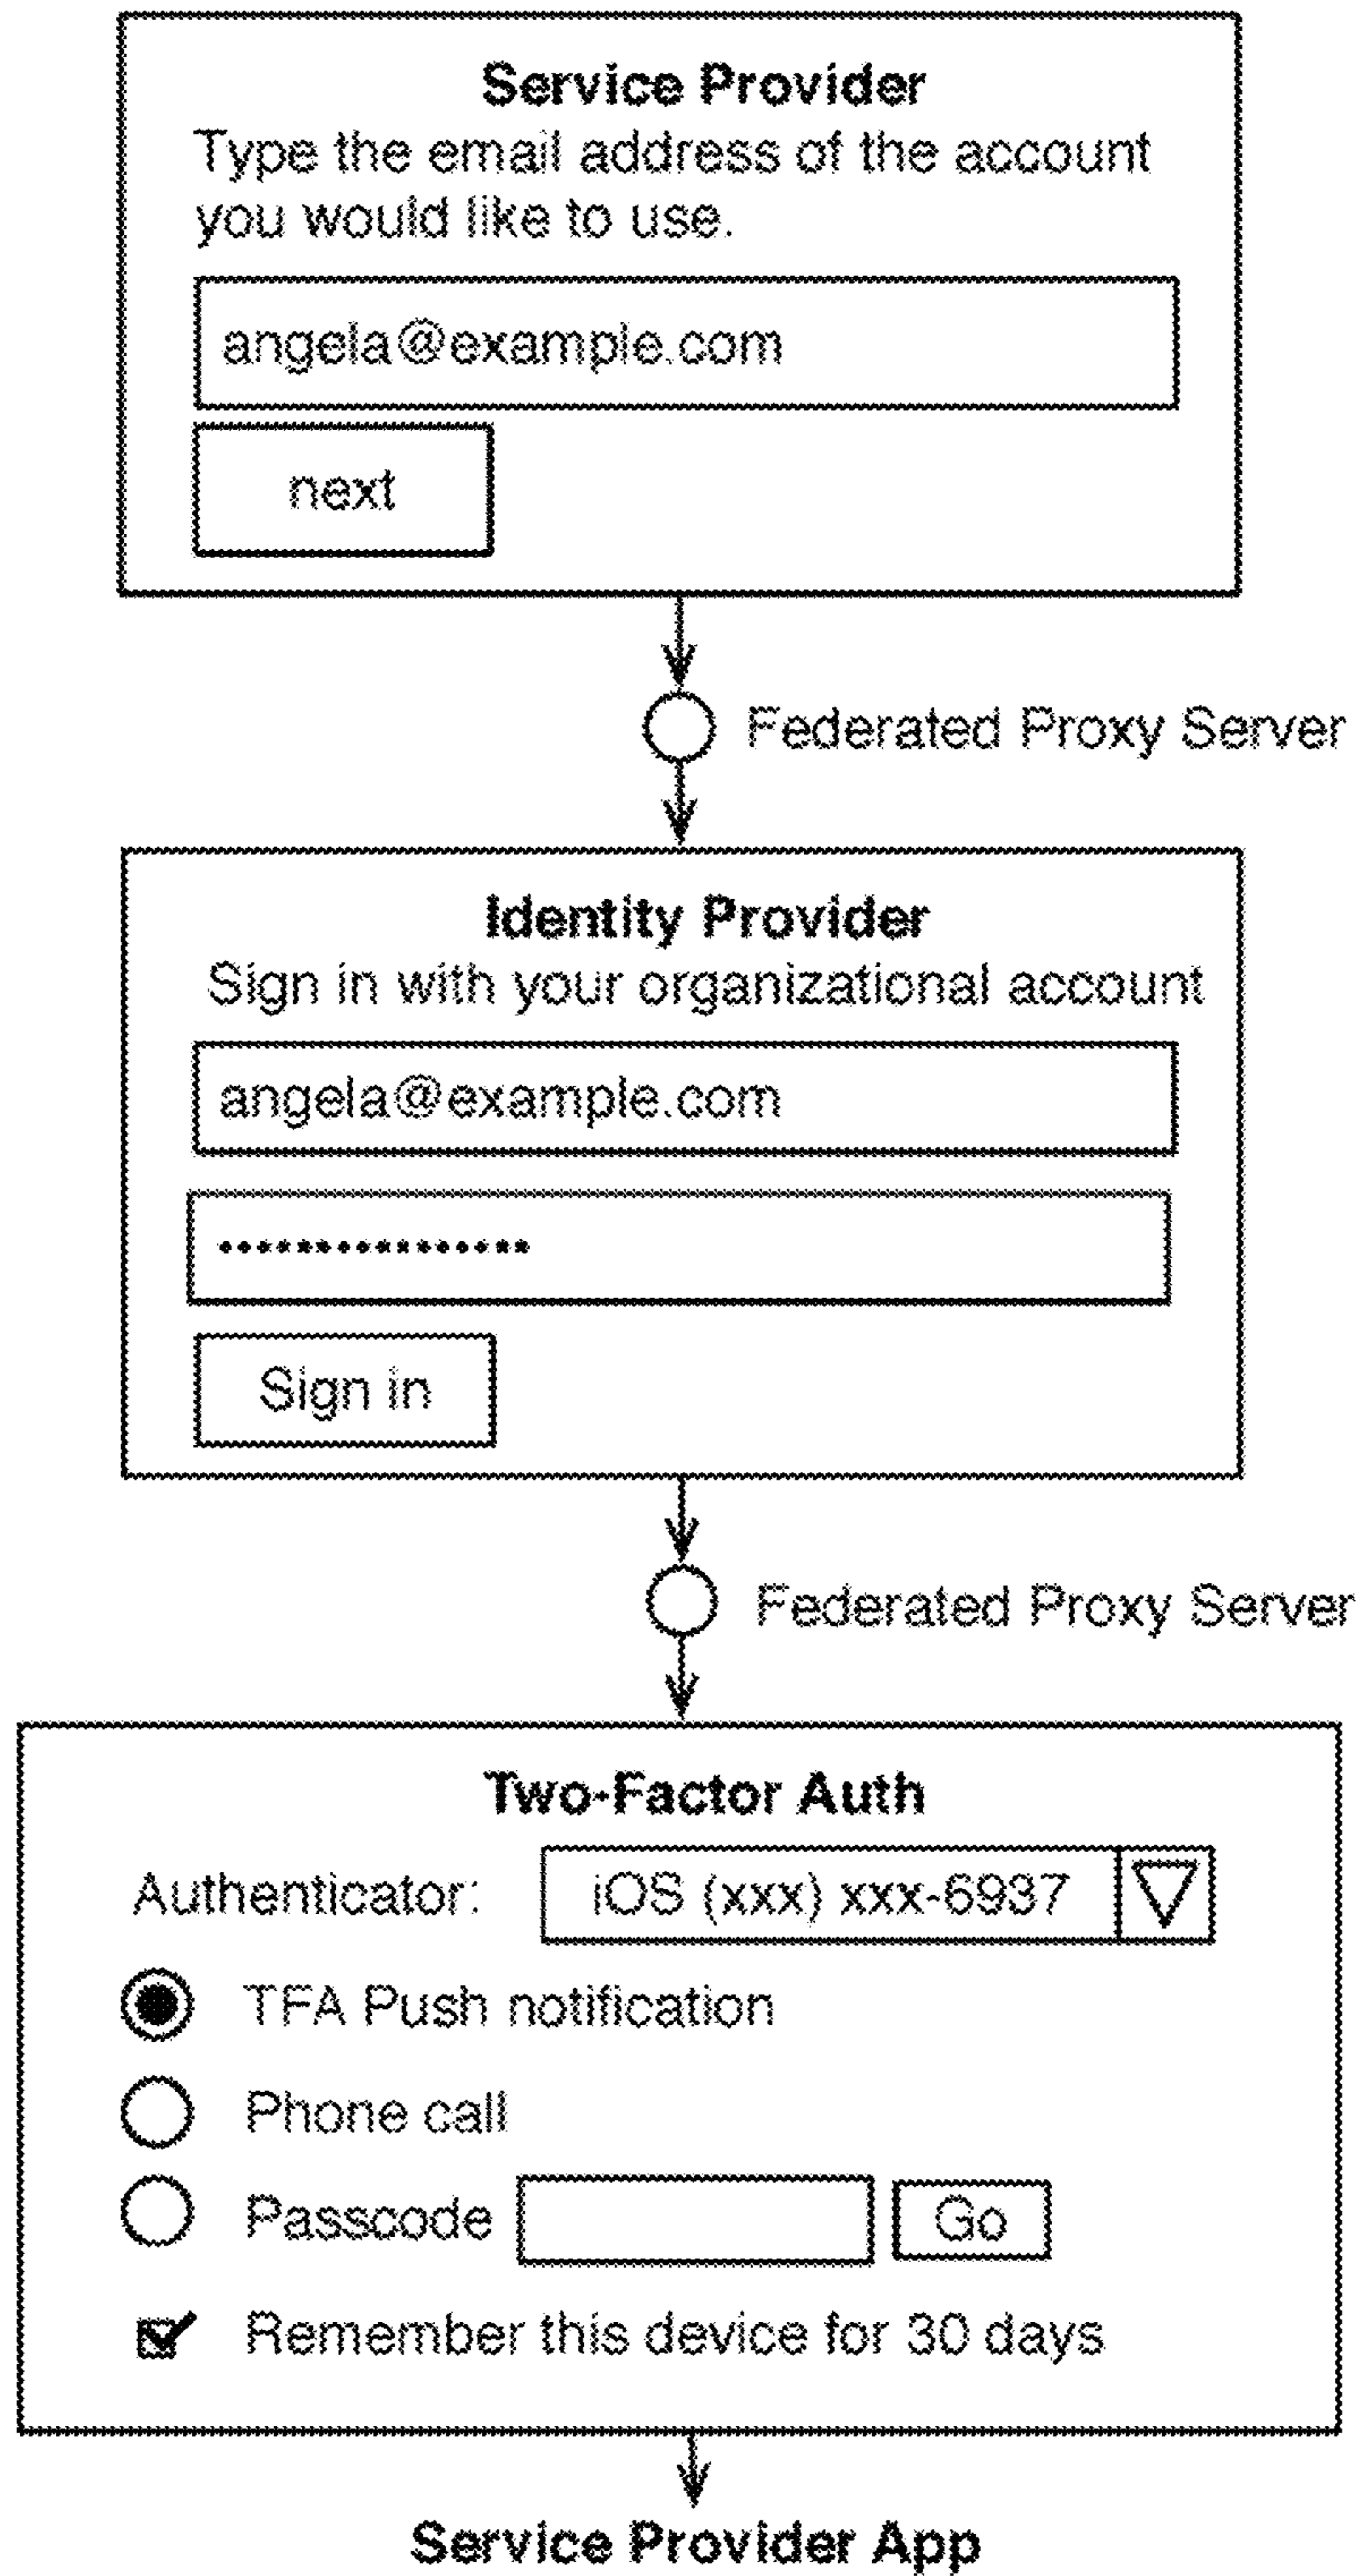 Service Provider
Type the email address of the account
you would like to use.
angela@example.com
next
Federated Proxy Server
Identity Provider
Sign in with your organizational account
angela@example.com
••••••••••••••••
Sign in
Federated Proxy Server
Two-Factor Auth
Authenticator: iOS (xxx) xxx-6937
TFA Push notification
Phone call
Passcode Go
Remember this device for 30 days
Service Provider App